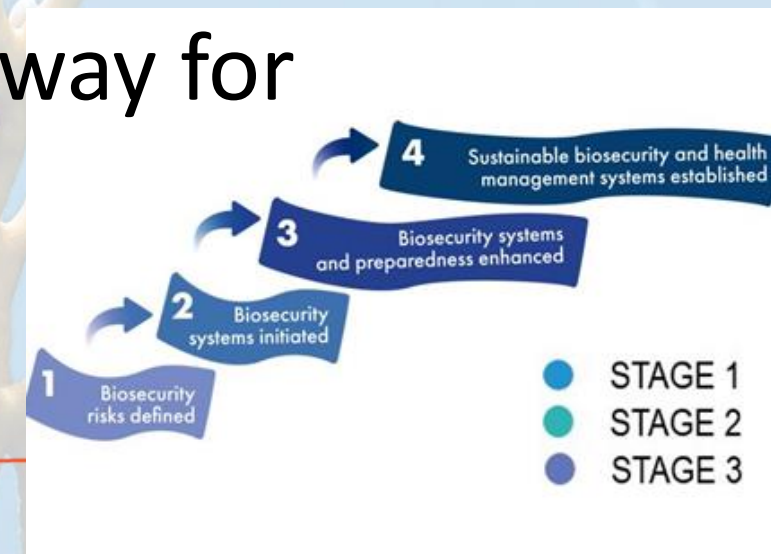 way for
4
Sustainable biosecurity and health
management systems established
3
Biosecurity systems
and preparedness enhanced
2
Biosecurity
systems initiated
1
Biosecurity
risks defined
STAGE 1
STAGE 2
STAGE 3